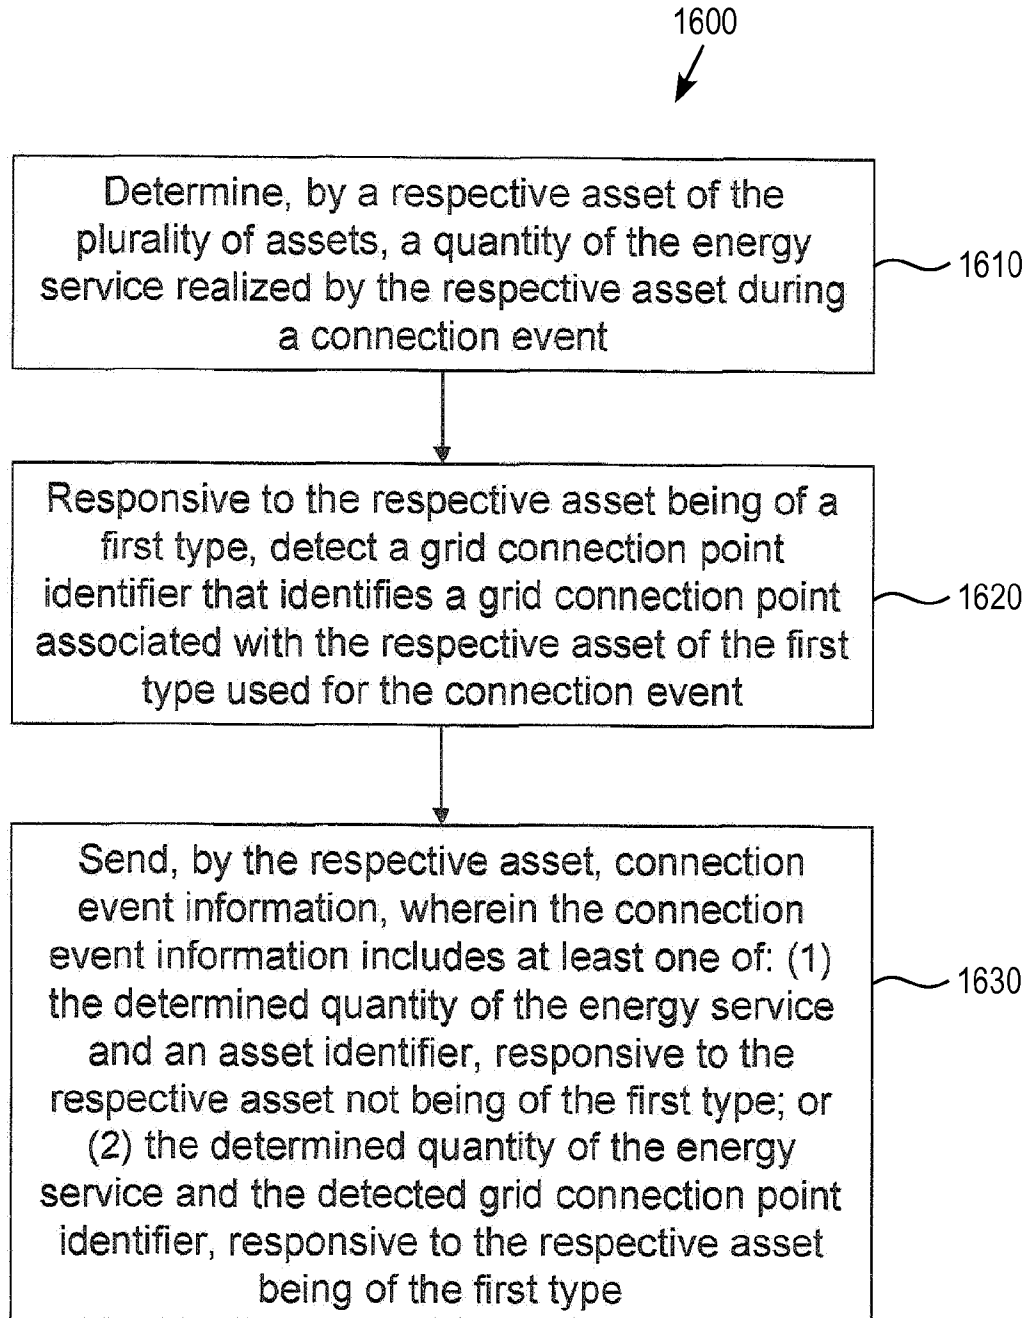 1600
Determine, by a respective asset of the
plurality of assets, a quantity of the energy
service realized by the respective asset during
a connection event
1610
Responsive to the respective asset being of a
first type, detect a grid connection point
identifier that identifies a grid connection point
associated with the respective asset of the first
type used for the connection event
1620
Send, by the respective asset, connection
event information, wherein the connection
event information includes at least one of: (1)
the determined quantity of the energy service
and an asset identifier, responsive to the
respective asset not being of the first type; or
(2) the determined quantity of the energy
service and the detected grid connection point
identifier, responsive to the respective asset
being of the first type
1630